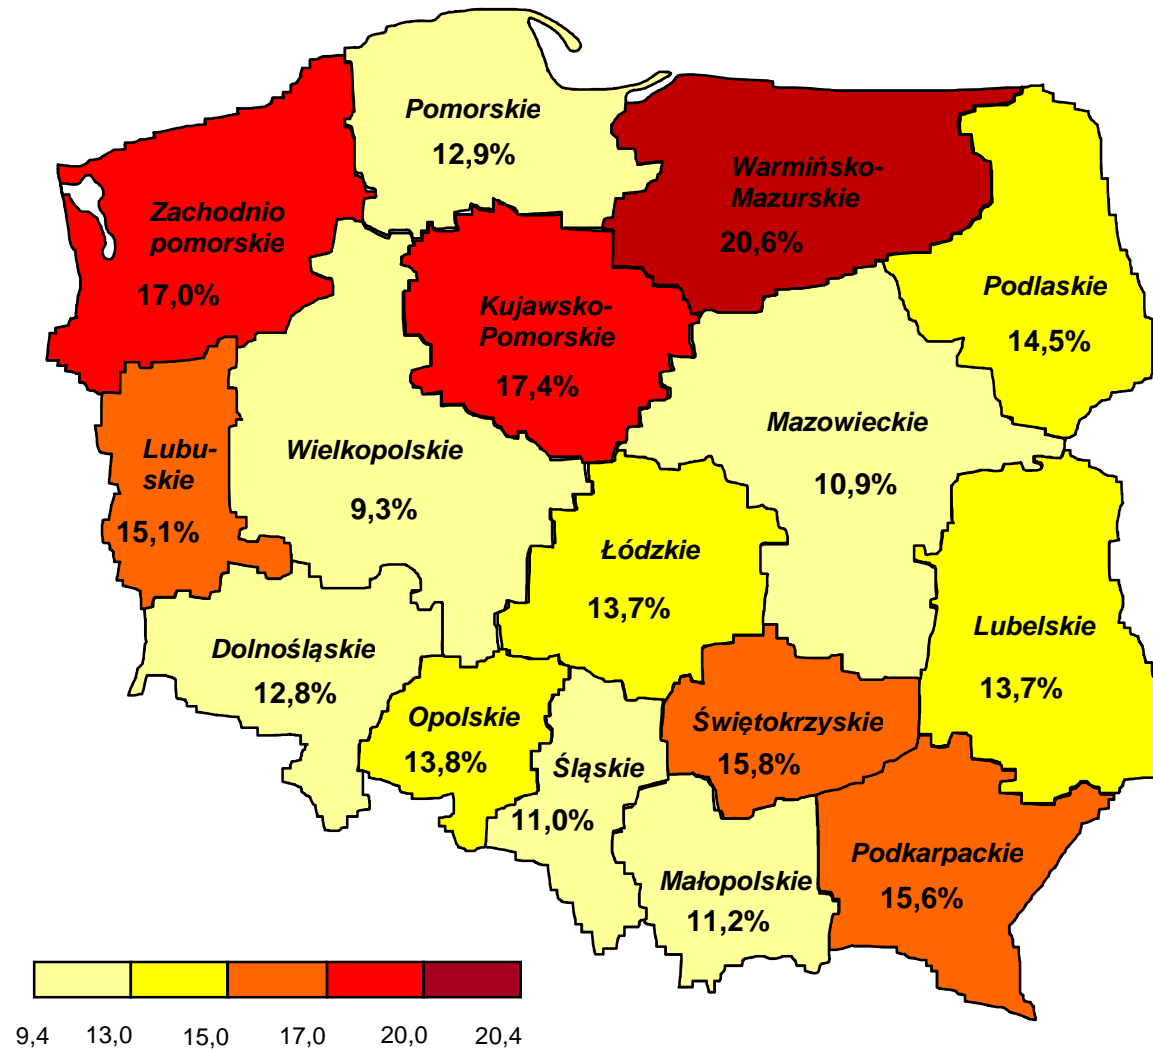 Pomorskie
12,9%
Warmińsko-
Mazurskie
20,6%
Zachodnio
pomorskie
17,0%
Kujawsko-
Pomorskie
17,4%
Podlaskie
14,5%
Mazowieckie
10,9%
Lubu-
skie
15,1%
Wielkopolskie
9,3%
Łódzkie
13,7%
Lubelskie
13,7%
Dolnośląskie
12,8%
Opolskie
13,8%
Śląskie
11,0%
Świętokrzyskie
15,8%
Małopolskie
11,2%
Podkarpackie
15,6%
9,4 13,0 15,0 17,0 20,0 20,4